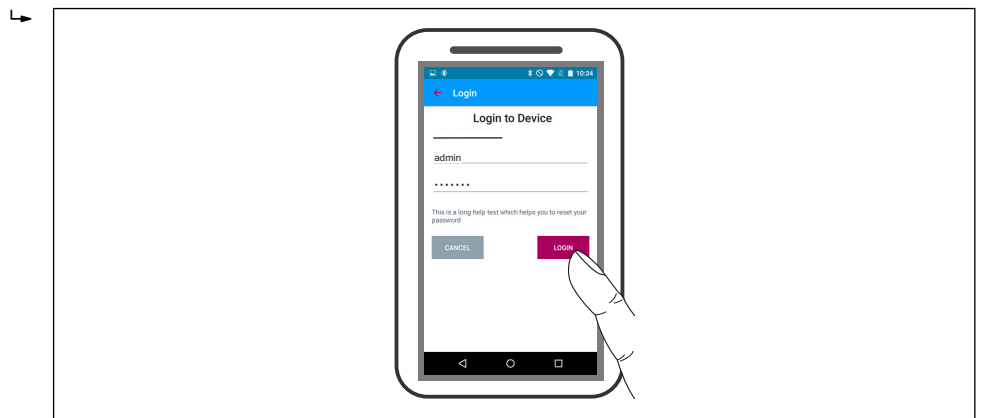 10:34
Login
Login to Device
admin
This is a long help text which helps you to reset your
password
CANCEL
LOGIN